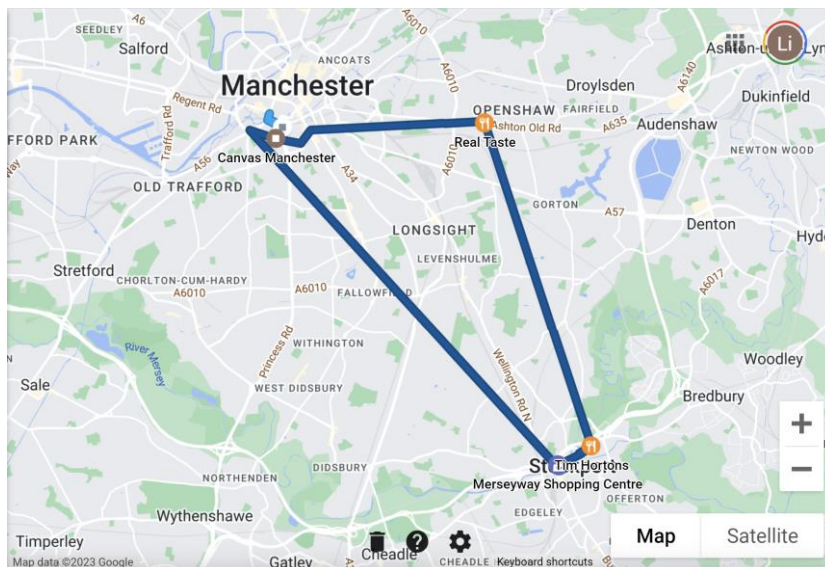 SEEDLEY
A6
A6010
A6010
Salford
ANCOATS
Li
Manchester
Droylsden
A6140
Dukinfield
Regent Rd
OPENSHAW
FAIRFIELD
Trafford Rd
Ashton Old Rd
A635
Audenshaw
FFORD PARK
Real Taste
Canvas Manchester
A56
A34
A6010
NEWTON WOOD
Way
OLD TRAFFORD
GORTON
A57
LONGSIGHT
Denton
LEVENSHULME
Stretford
CHORLTON-CUM-HARDY
A6010
A6010
FALLOWFIELD
A6017
River Mersey
Princess Rd
WITHINGTON
Wellington Rd N
Woodley
Sale
WEST DIDSBURY
Bredbury
+
DIDSBURY
Tim Hortons
−
NORTHENDEN
Merseyway Shopping Centre
OFFERTON
Wythenshawe
EDGELEY
Timperley
Map
Satellite
Cheadle
Map data ©2023 Google
Gatley
CHEADLE
Keyboard shortcuts